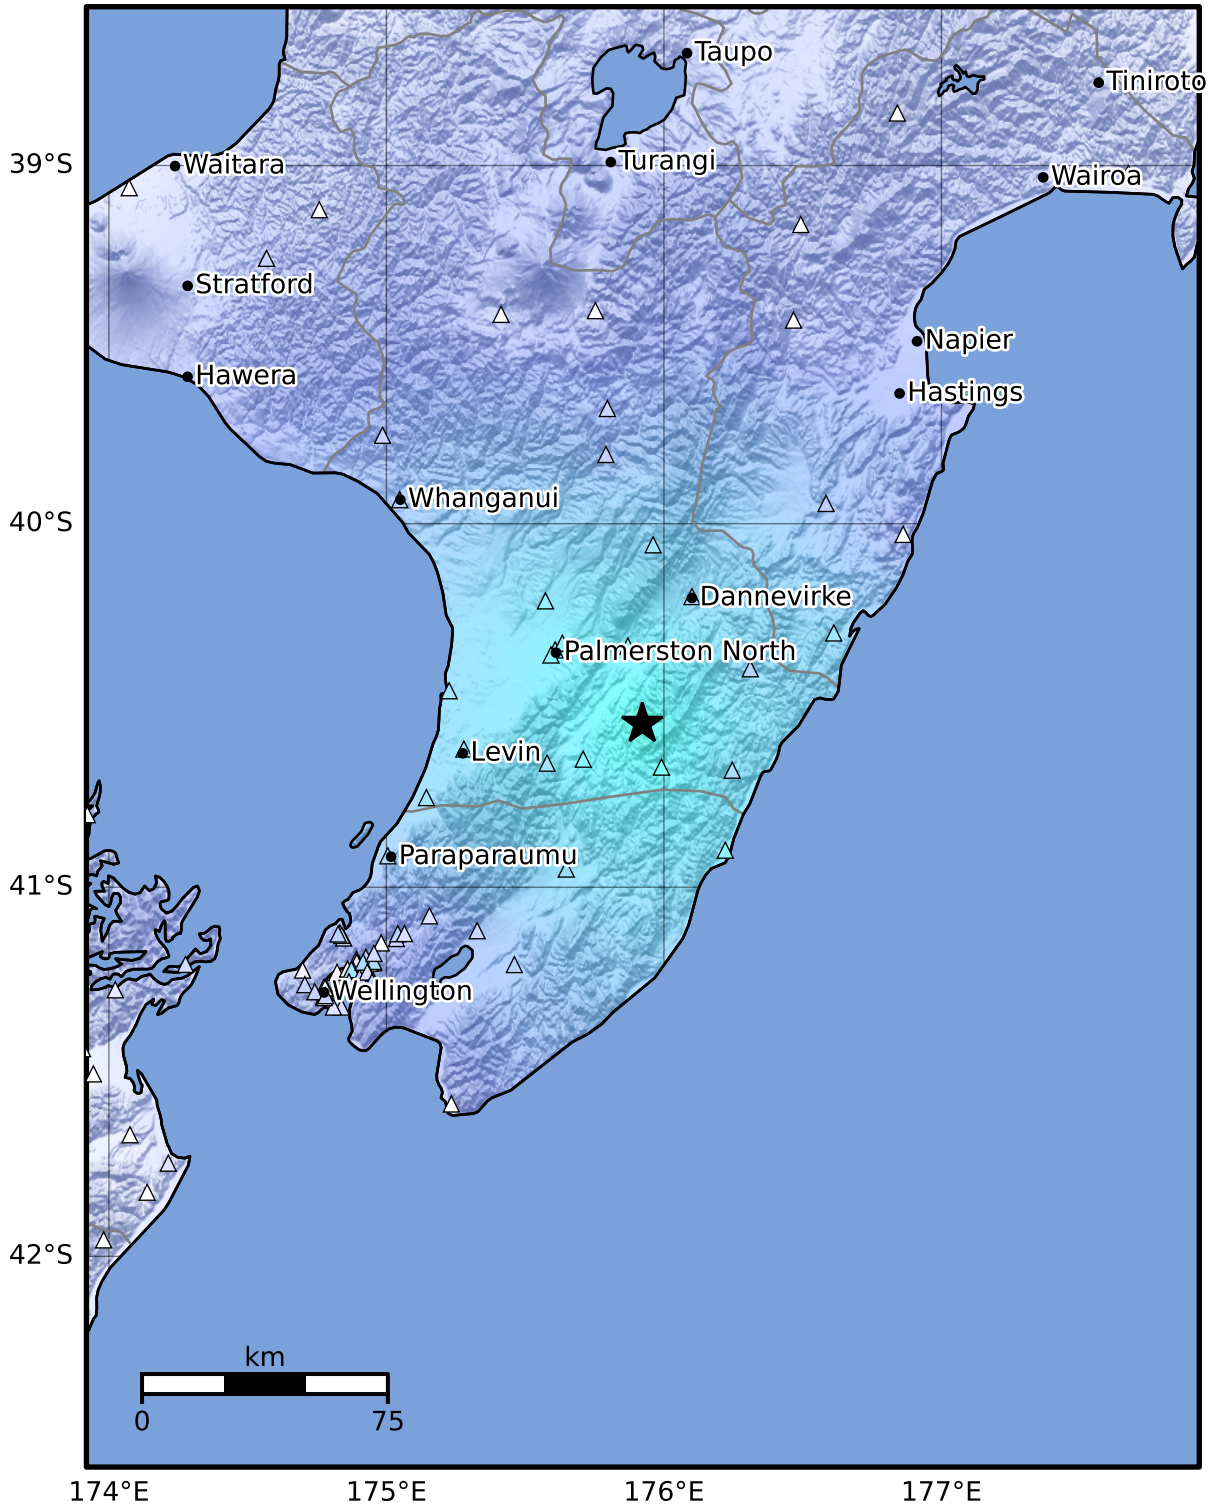 Taupo
Tiniroto
39°S
Waitara
Turangi
Wairoa
Stratford
Napier
Hawera
Hastings
Whanganui
40°S
Dannevirke
Palmerston North
Levin
Paraparaumu
41°S
Wellington
42°S
km
0
75
174°E
175°E
176°E
177°E